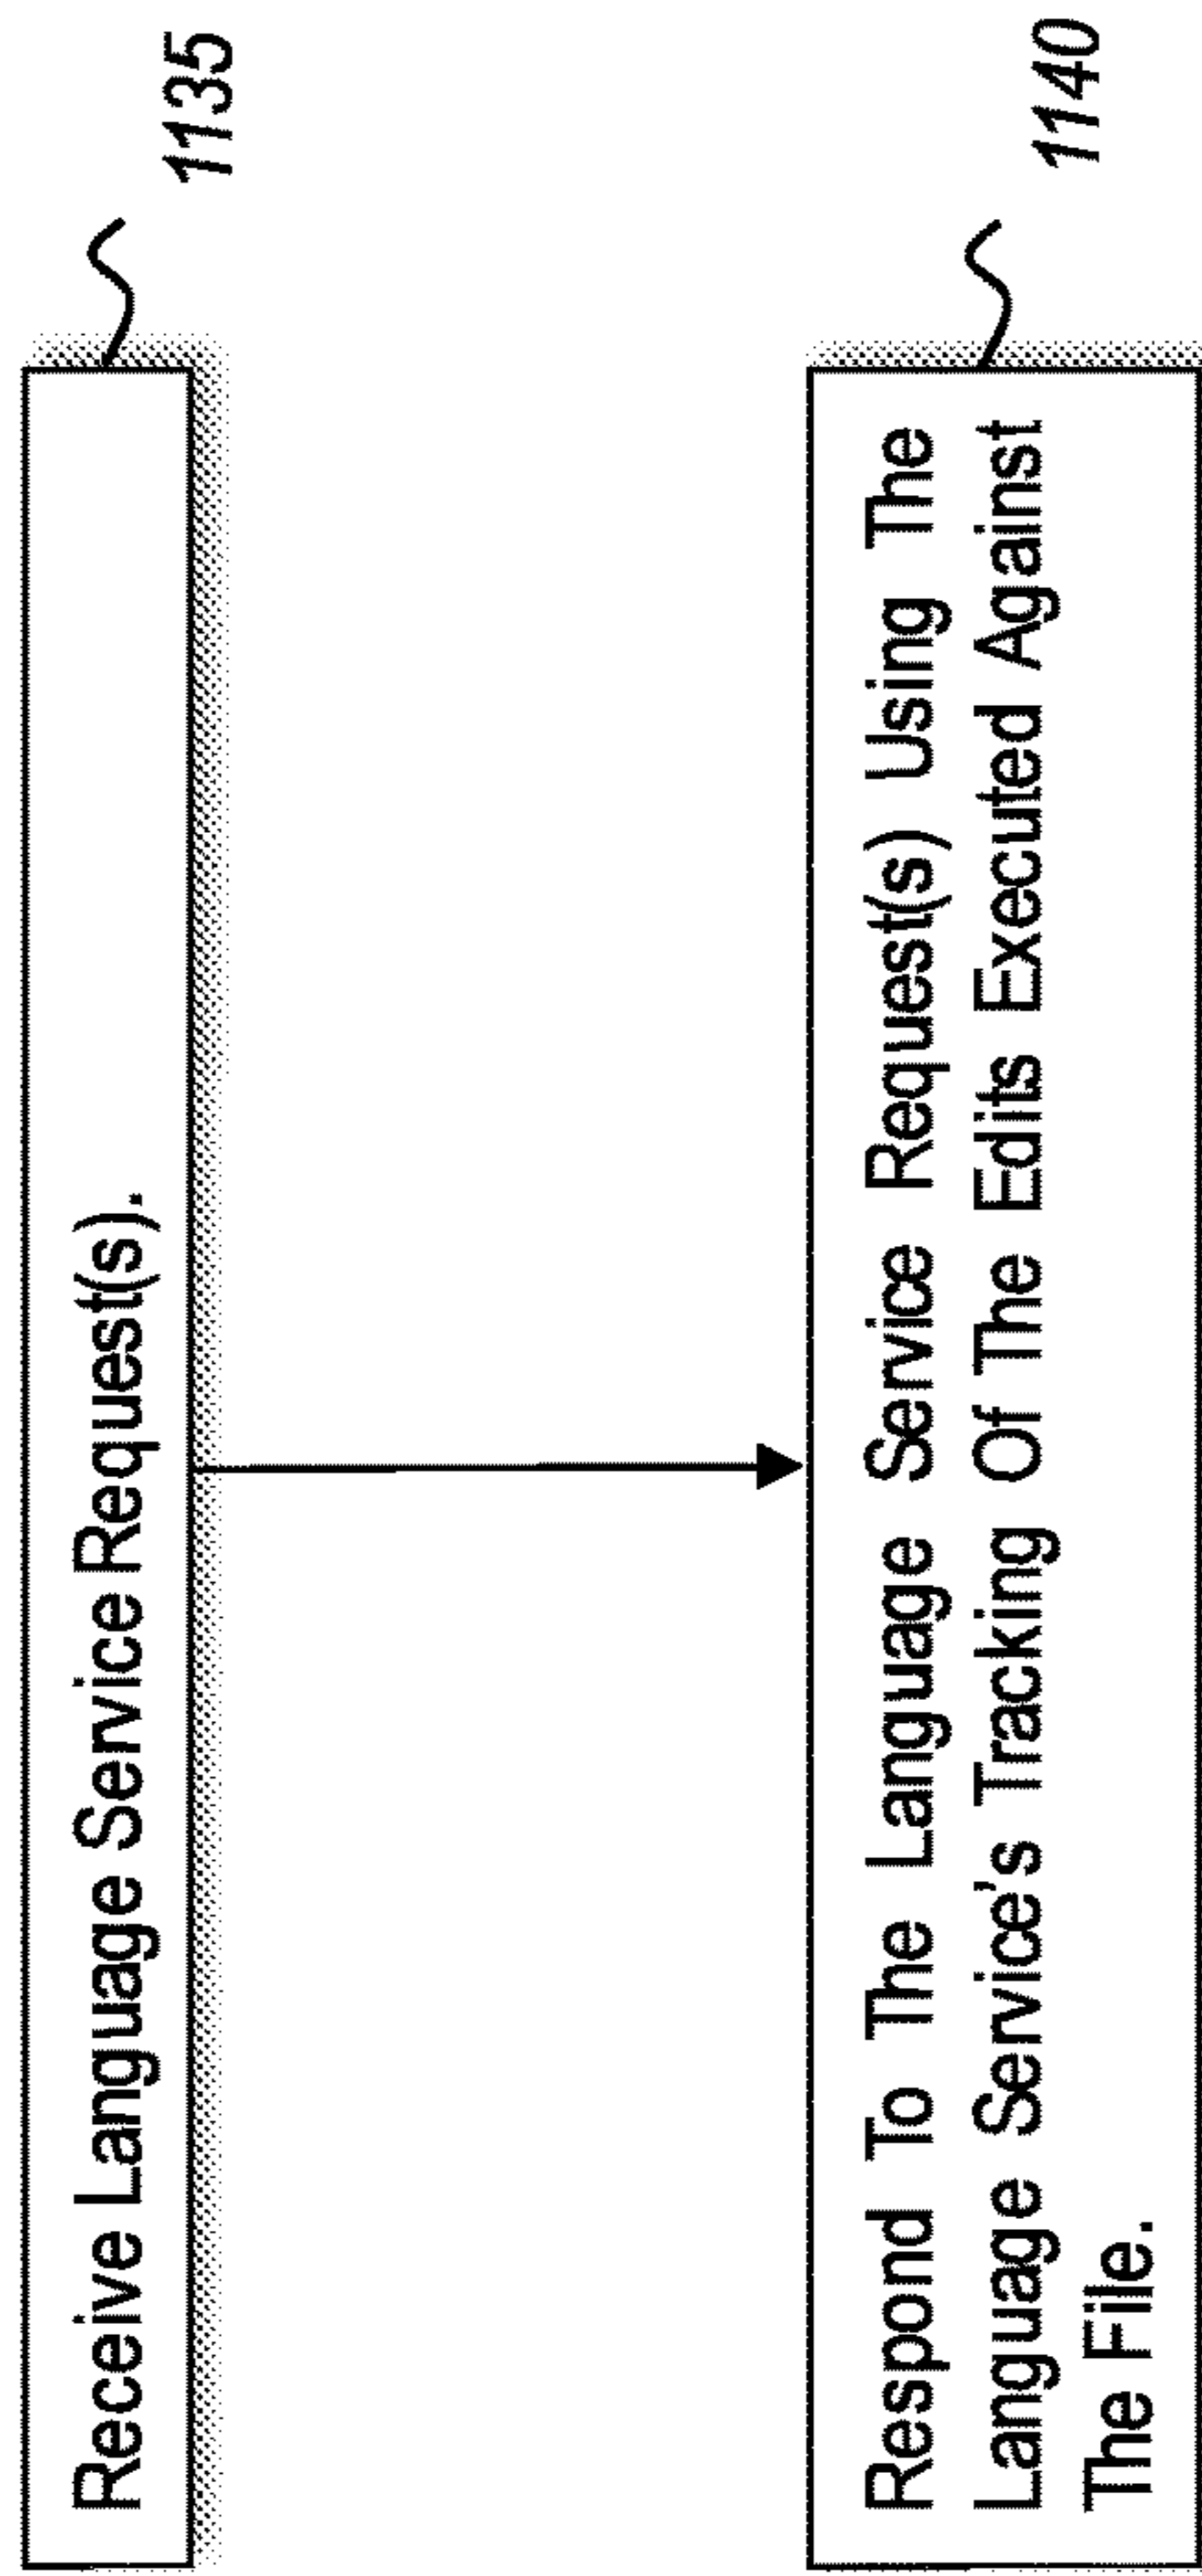 Receive Language Service Request(s).
1135
Respond To The Language Service Request(s) Using The
Language Service's Tracking Of The Edits Executed Against
The File.
1140